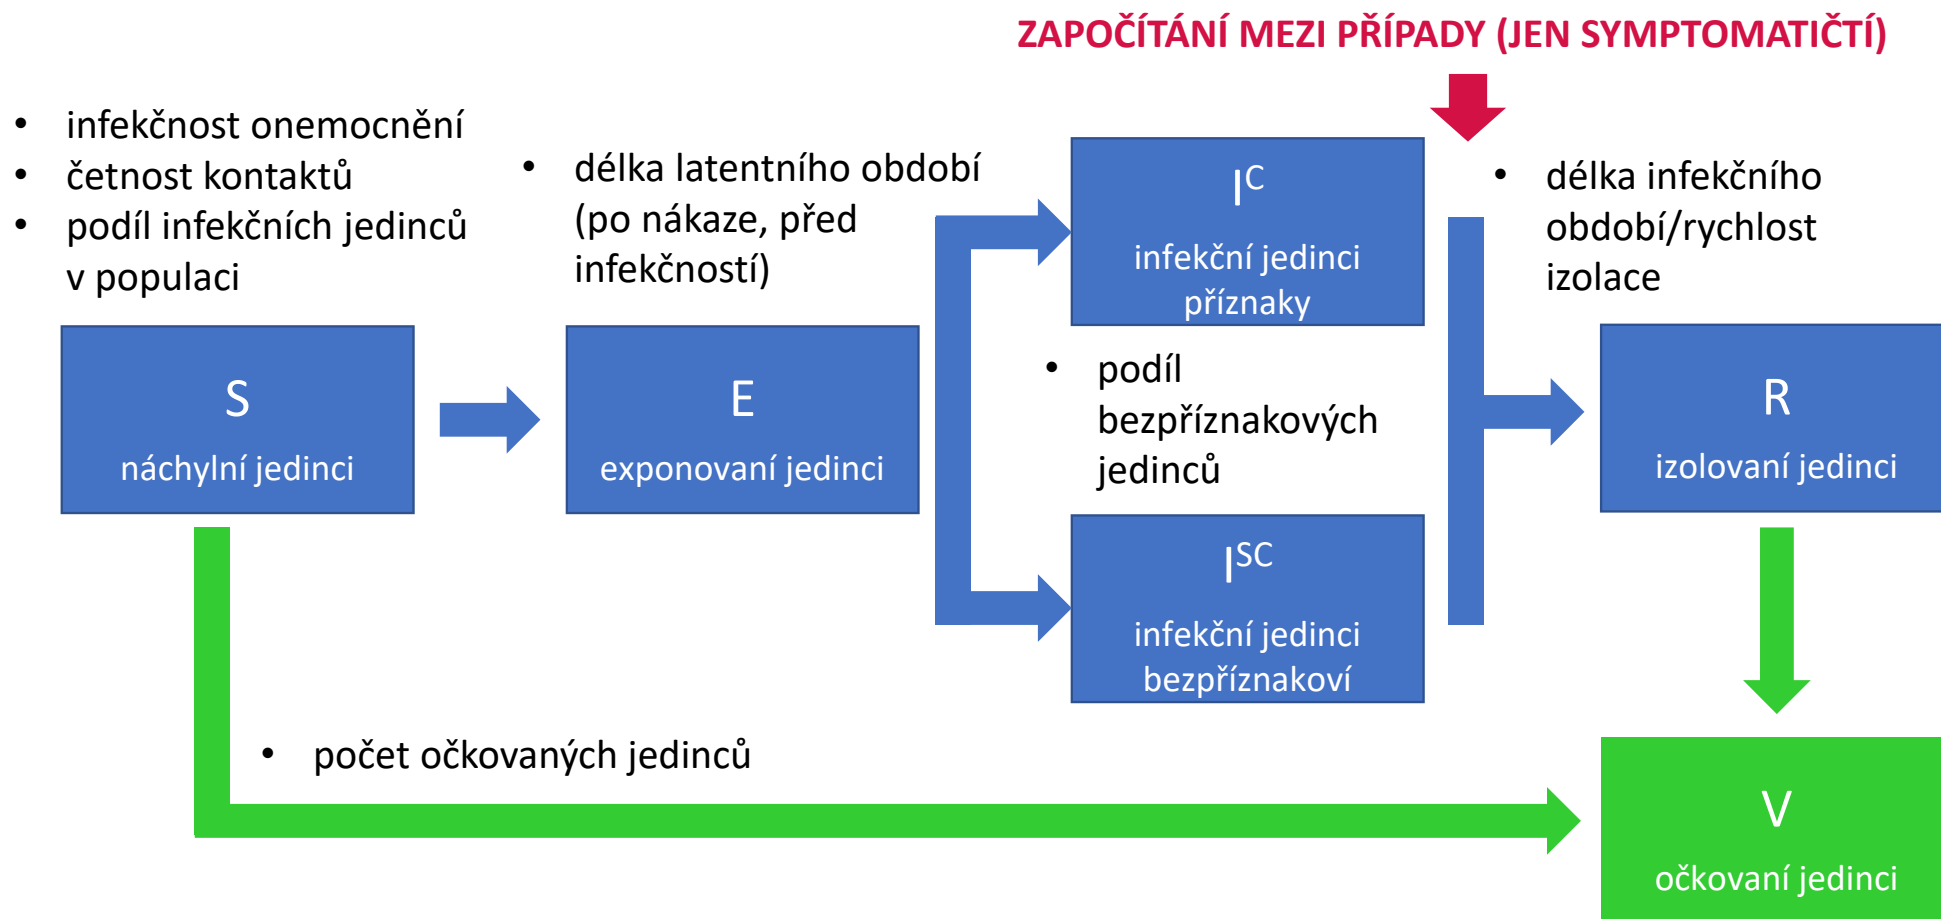 ZAPOČÍTÁNÍ MEZI PŘÍPADY (JEN SYMPTOMATIČTÍ)
• infekčnost onemocnění
• četnost kontaktů
• podíl infekčních jedinců
v populaci
• délka latentního období
(po nákaze, před
infekčností)
I^C
infekční jedinci
příznaky
• délka infekčního
období/rychlost
izolace
S
náchylní jedinci
E
exponovaní jedinci
• podíl
bezpříznakových
jedinců
R
izolovaní jedinci
I^SC
infekční jedinci
bezpříznakoví
• počet očkovaných jedinců
V
očkovaní jedinci